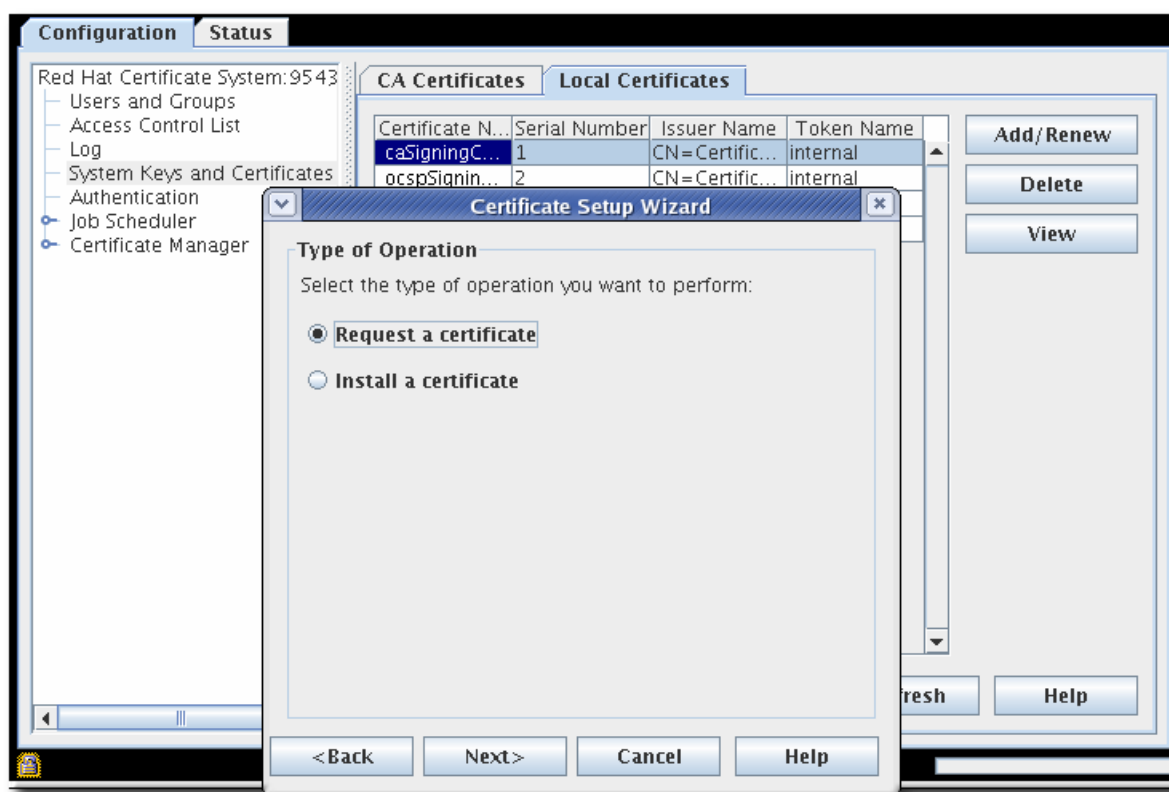 Configuration Status
Red Hat Certificate System:9543
Users and Groups
Access Control List
Log
System Keys and Certificates
Authentication
Job Scheduler
Certificate Manager
CA Certificates Local Certificates
Certificate N... Serial Number Issuer Name Token Name
caSigningC... 1 CN=Certific... internal
ocspSignin... 2 CN=Certific... internal
Add/Renew
Delete
View
Certificate Setup Wizard
Type of Operation
Select the type of operation you want to perform:
Request a certificate
Install a certificate
<Back Next> Cancel Help
resh Help